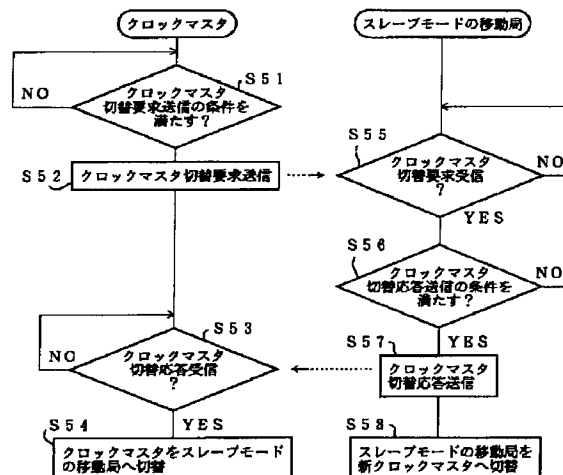 クロックマスタ
S51
クロックマスタ
切替要求送信の条件を
満たす?
NO
S52
クロックマスタ切替要求送信
S53
クロックマスタ
切替応答受信
?
NO
YES
S54
クロックマスタをスレーブモード
の移動局へ切替
スレーブモードの移動局
S55
クロックマスタ
切替要求受信
?
NO
YES
S56
クロックマスタ
切替応答送信の条件を
満たす?
NO
YES
S57
クロックマスタ
切替応答送信
S58
スレーブモードの移動局を
新クロックマスタへ切替